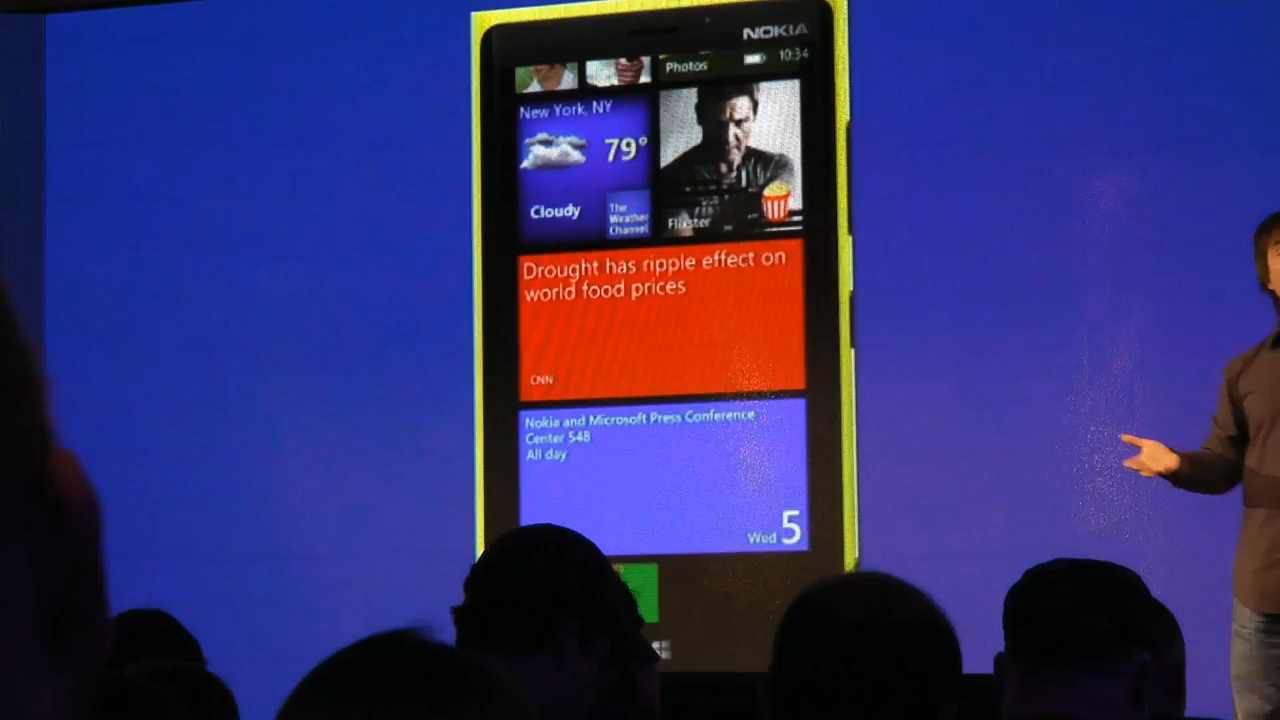 NOKIA
10:34
Photos
New York, NY
79°
Cloudy
The
Weather
Channel
Flixster
Drought has ripple effect on
world food prices
CNN
Nokia and Microsoft Press Conference
Center 548
All day
Wed 5